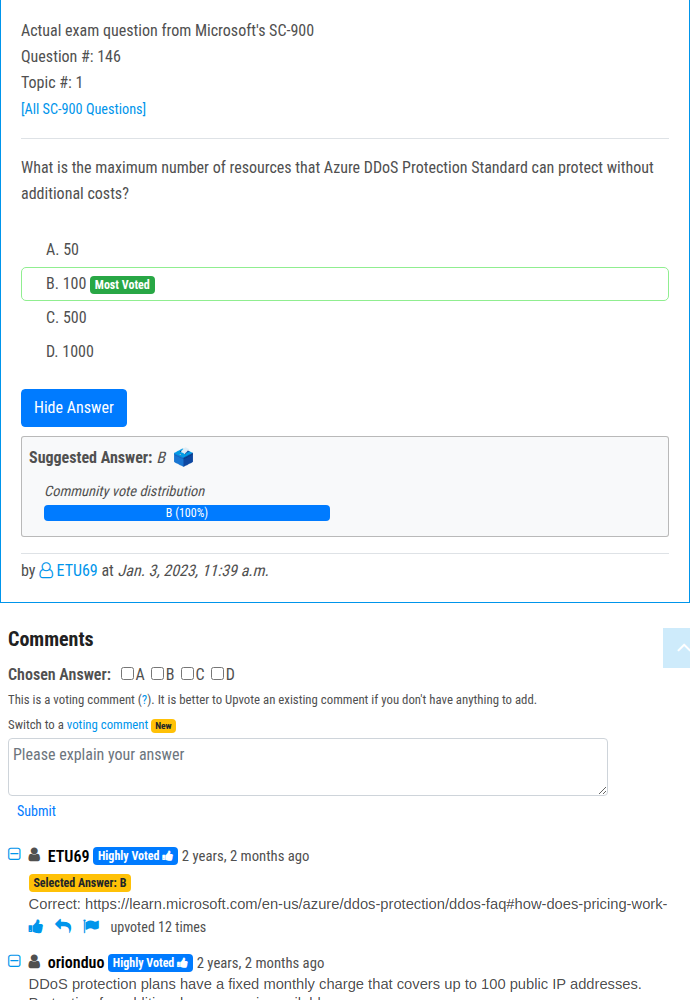 Actual exam question from Microsoft's SC-900
Question #: 146
Topic #: 1
[All SC-900 Questions]
What is the maximum number of resources that Azure DDoS Protection Standard can protect without
additional costs?
A. 50
B. 100 Most Voted
C. 500
D. 1000
Hide Answer
Suggested Answer: B
Community vote distribution
B (100%)
by ETU69 at Jan. 3, 2023, 11:39 a.m.
Comments
Chosen Answer: A B C D
This is a voting comment (?). It is better to Upvote an existing comment if you don't have anything to add.
Switch to a voting comment New
Please explain your answer
Submit
ETU69 Highly Voted 2 years, 2 months ago
Selected Answer: B
Correct: https://learn.microsoft.com/en-us/azure/ddos-protection/ddos-faq#how-does-pricing-work-
upvoted 12 times
orionduo Highly Voted 2 years, 2 months ago
DDoS protection plans have a fixed monthly charge that covers up to 100 public IP addresses.